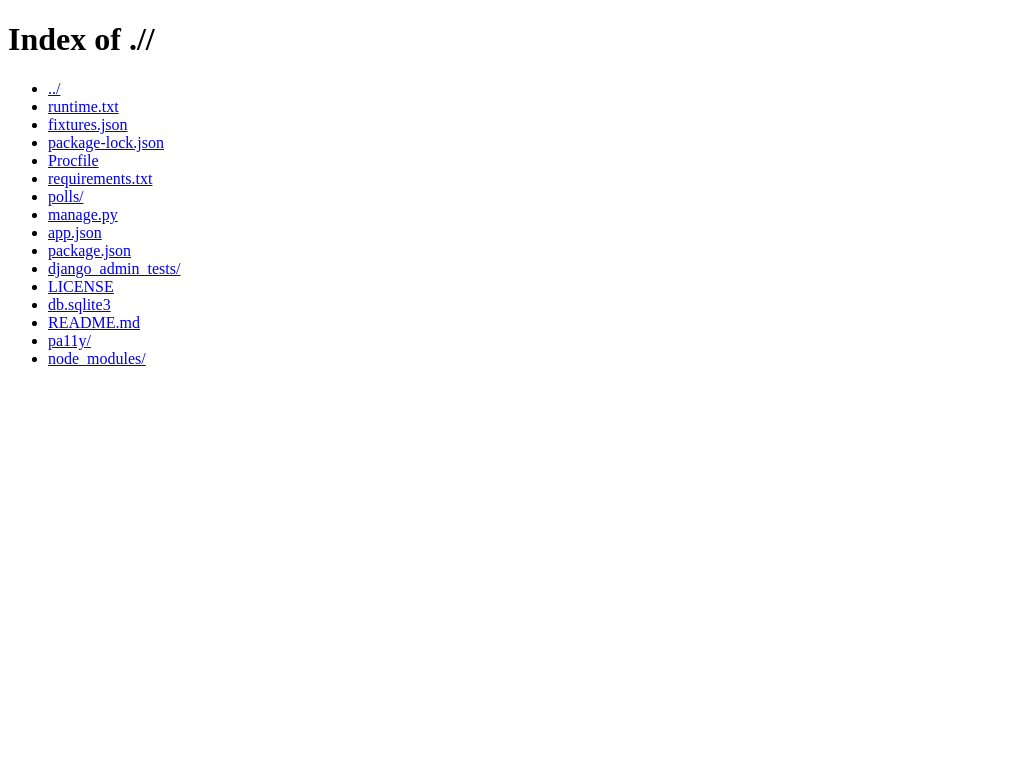 Index of .//
../
runtime.txt
fixtures.json
package-lock.json
Procfile
requirements.txt
polls/
manage.py
app.json
package.json
django_admin_tests/
LICENSE
db.sqlite3
README.md
pa11y/
node_modules/